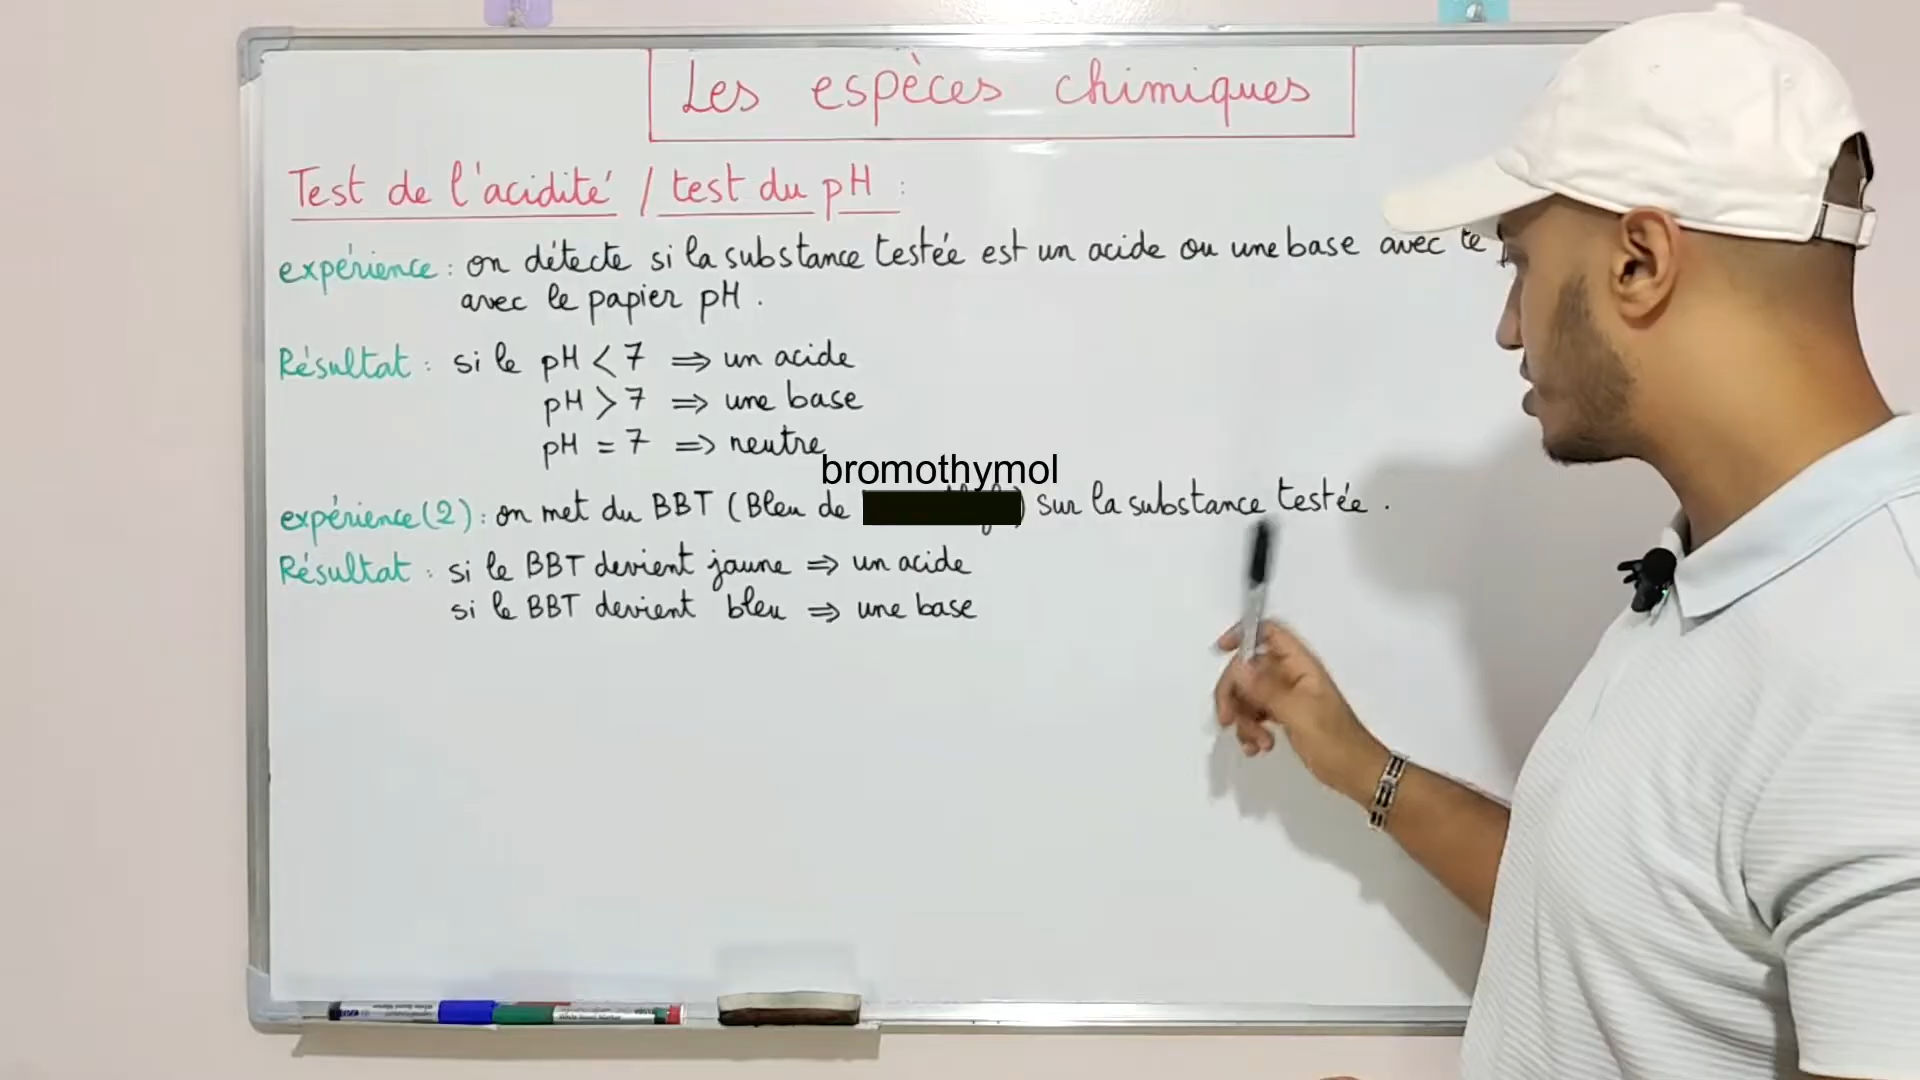 Les espèces chimiques
Test de l'acidité / test du pH :
expérience : on détecte si la substance testée est un acide ou une base avec le
avec le papier pH .
Résultat : si le pH < 7 ⇒ un acide
pH > 7 ⇒ une base
pH = 7 ⇒ neutre
bromothymol
expérience (2) : on met du BBT (Bleu de ) sur la substance testée .
Résultat : si le BBT devient jaune ⇒ un acide
si le BBT devient bleu ⇒ une base